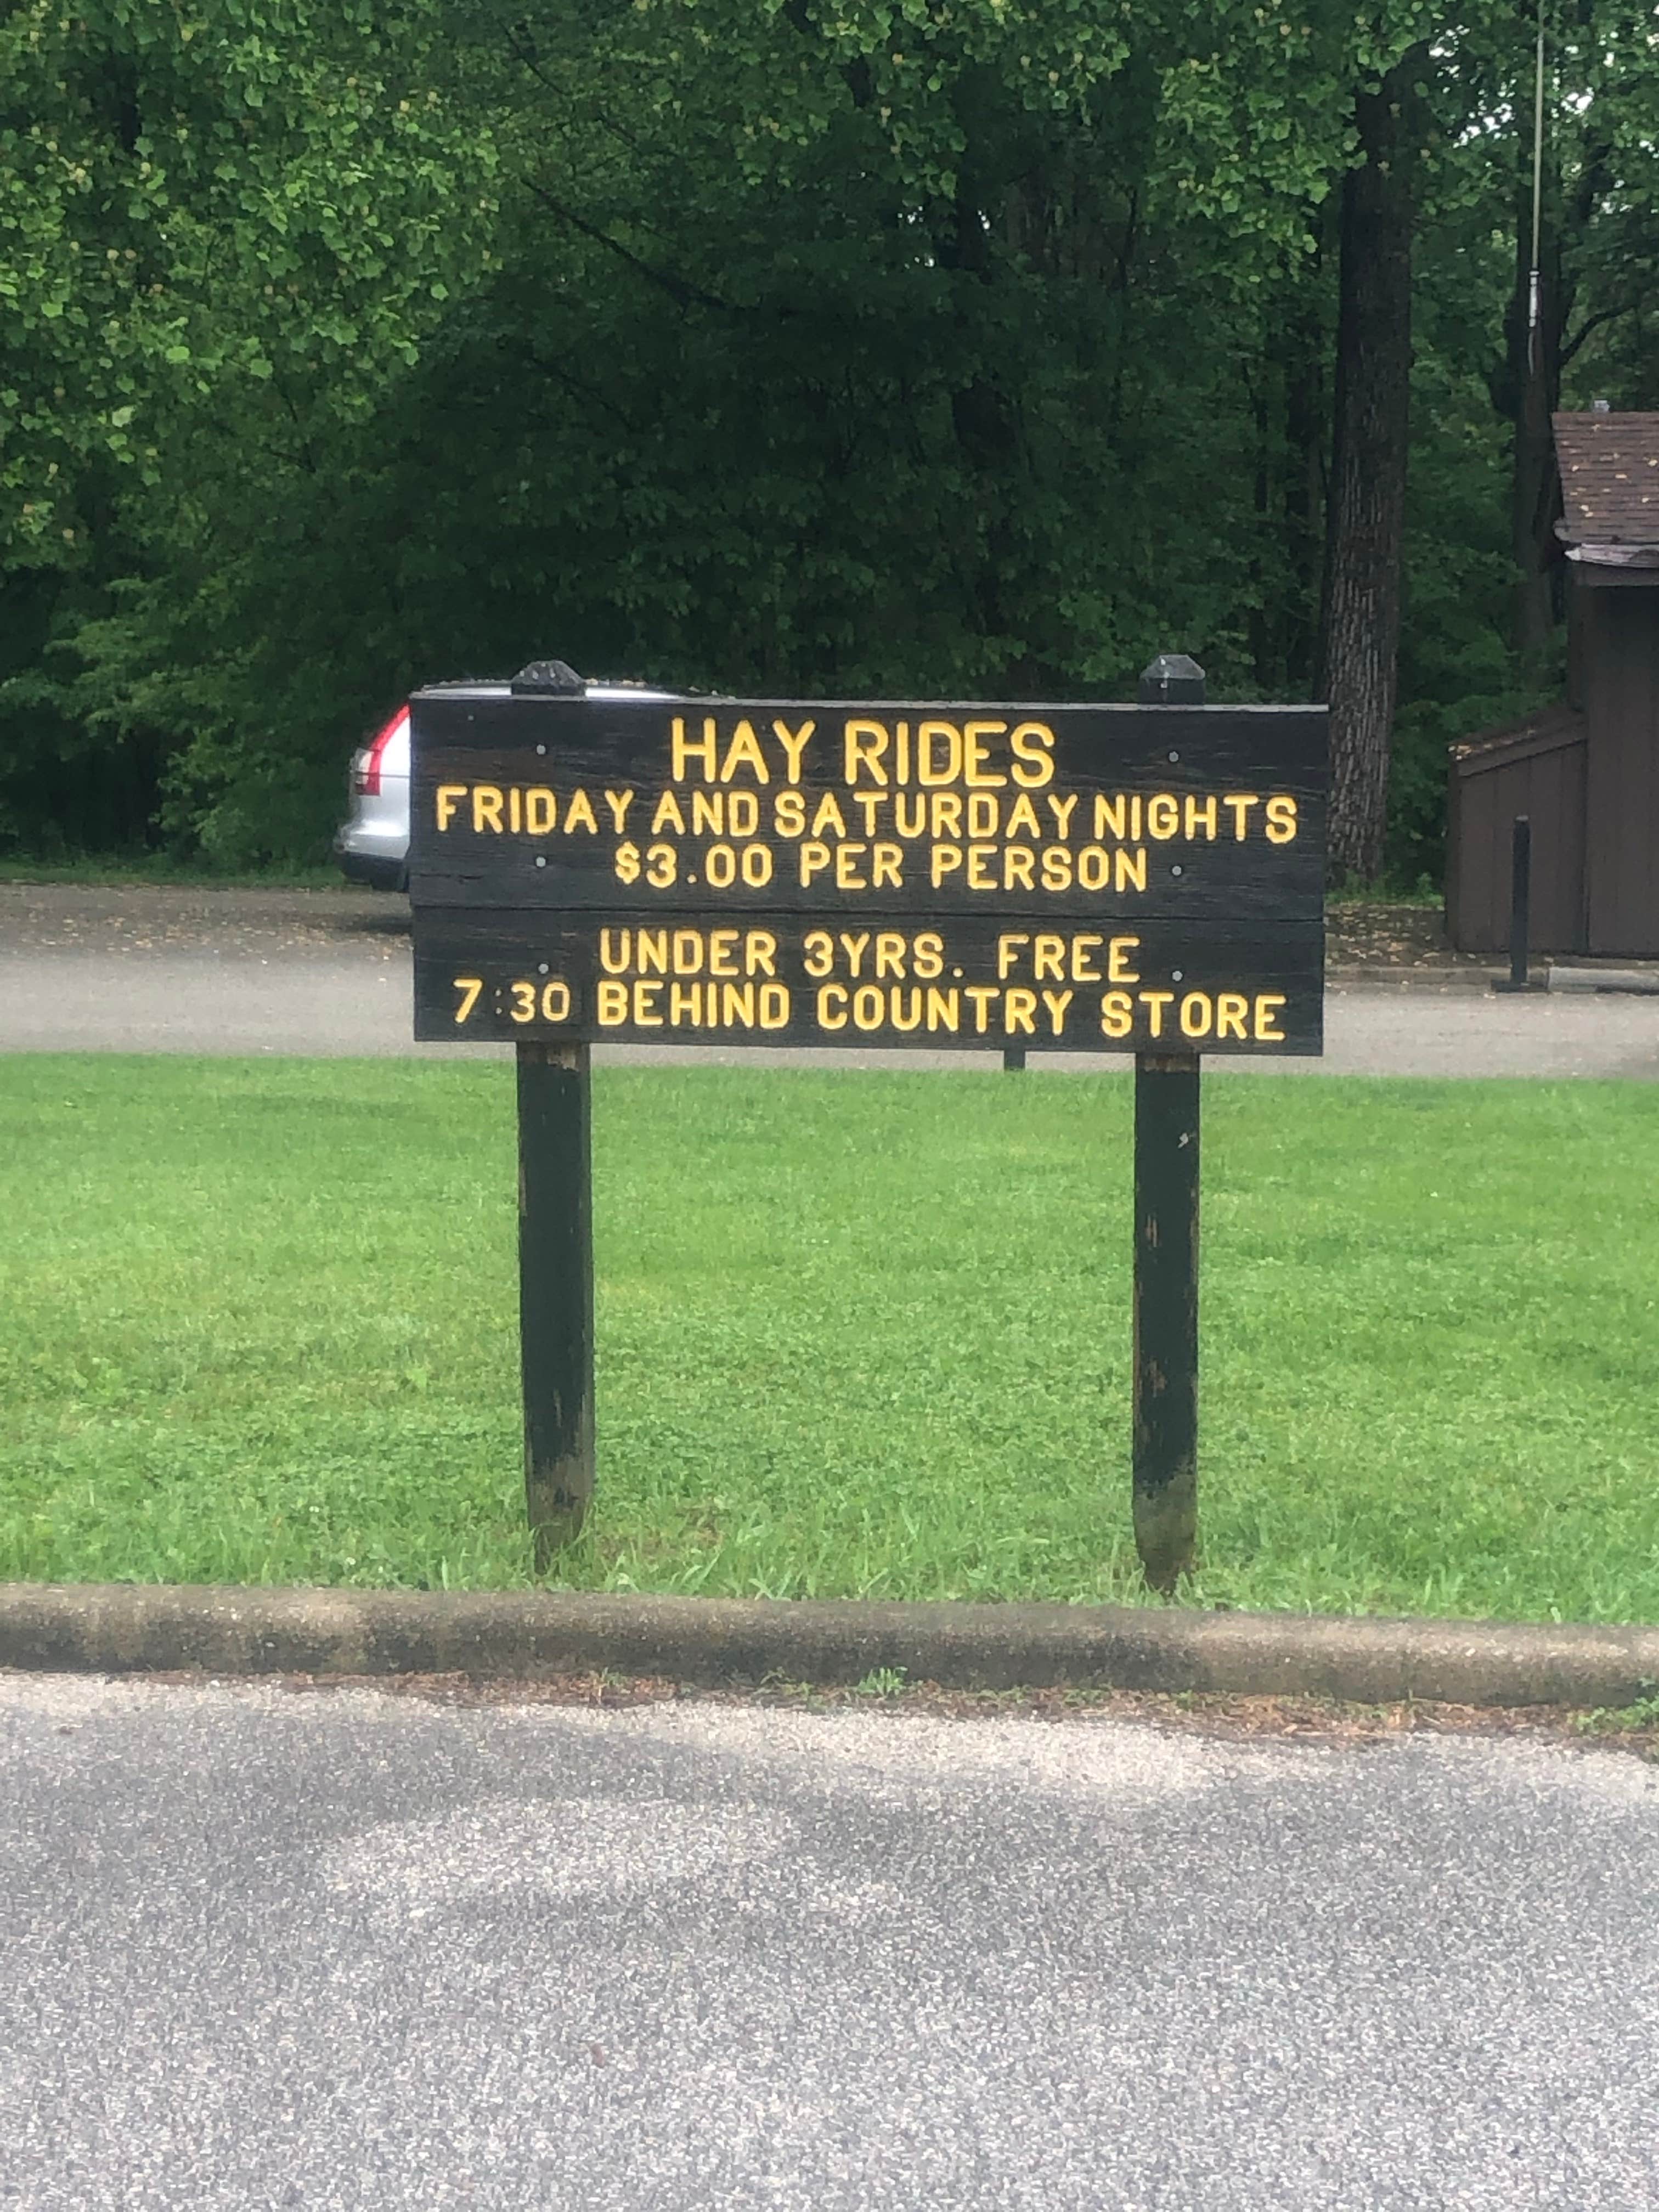 HAY RIDES
FRIDAY AND SATURDAY NIGHTS
$3.00 PER PERSON
UNDER 3YRS. FREE
7:30 BEHIND COUNTRY STORE